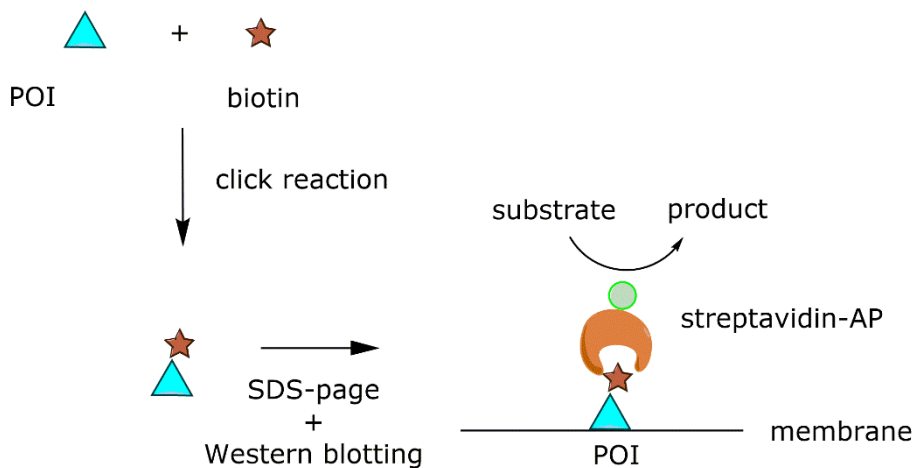 +
POI
biotin
click reaction
substrate
product
streptavidin-AP
SDS-page
+
Western blotting
membrane
POI